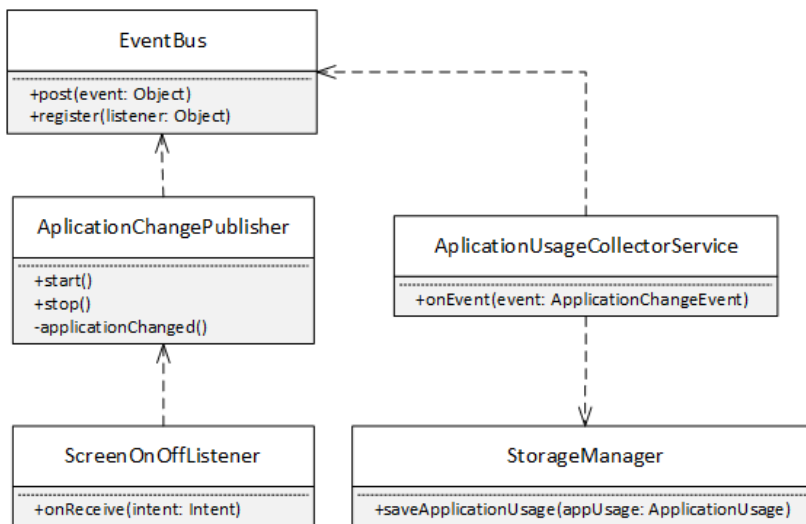 EventBus
+post(event: Object)
+register(listener: Object)
AplicationChangePublisher
+start()
+stop()
-applicationChanged()
AplicationUsageCollectorService
+onEvent(event: ApplicationChangeEvent)
ScreenOnOffListener
+onReceive(intent: Intent)
StorageManager
+saveApplicationUsage(appUsage: ApplicationUsage)